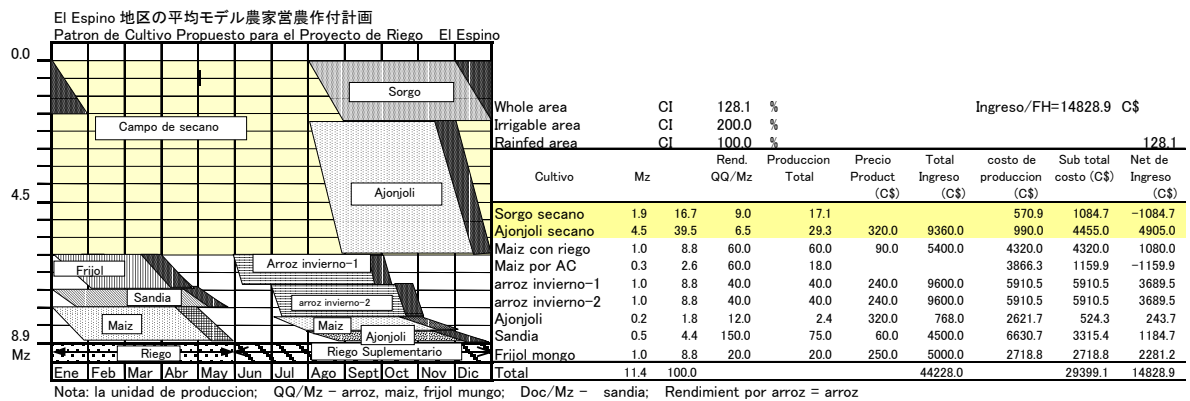 El Espino 地区の平均モデル農家営農作付計画
Patron de Cultivo Propuesto para el Proyecto de Riego El Espino
0.0
4.5
8.9
Mz
Sorgo
Campo de secano
Ajonjoli
Frijol
Arroz invierno-1
Sandia
arroz invierno-2
Maiz
Maiz
Ajonjoli
Riego
Riego Suplementario
Ene Feb Mar Abr May Jun Jul Ago Sept Oct Nov Dic
Whole area CI 128.1 % Ingreso/FH=14828.9 C$
Irrigable area CI 200.0 %
Rainfed area CI 100.0 % 128.1
Rend. Produccion Precio Total costo de Sub total Net de
Cultivo Mz QQ/Mz Total Product Ingreso produccion costo (C$) Ingreso
(C$) (C$) (C$) (C$)
Sorgo secano 1.9 16.7 9.0 17.1 570.9 1084.7 -1084.7
Ajonjoli secano 4.5 39.5 6.5 29.3 320.0 9360.0 990.0 4455.0 4905.0
Maiz con riego 1.0 8.8 60.0 60.0 90.0 5400.0 4320.0 4320.0 1080.0
Maiz por AC 0.3 2.6 60.0 18.0 3866.3 1159.9 -1159.9
arroz invierno-1 1.0 8.8 40.0 40.0 240.0 9600.0 5910.5 5910.5 3689.5
arroz invierno-2 1.0 8.8 40.0 40.0 240.0 9600.0 5910.5 5910.5 3689.5
Ajonjoli 0.2 1.8 12.0 2.4 320.0 768.0 2621.7 524.3 243.7
Sandia 0.5 4.4 150.0 75.0 60.0 4500.0 6630.7 3315.4 1184.7
Frijol mongo 1.0 8.8 20.0 20.0 250.0 5000.0 2718.8 2718.8 2281.2
Total 11.4 100.0 44228.0 29399.1 14828.9
Nota: la unidad de produccion; QQ/Mz - arroz, maiz, frijol mungo; Doc/Mz - sandia; Rendimient por arroz = arroz